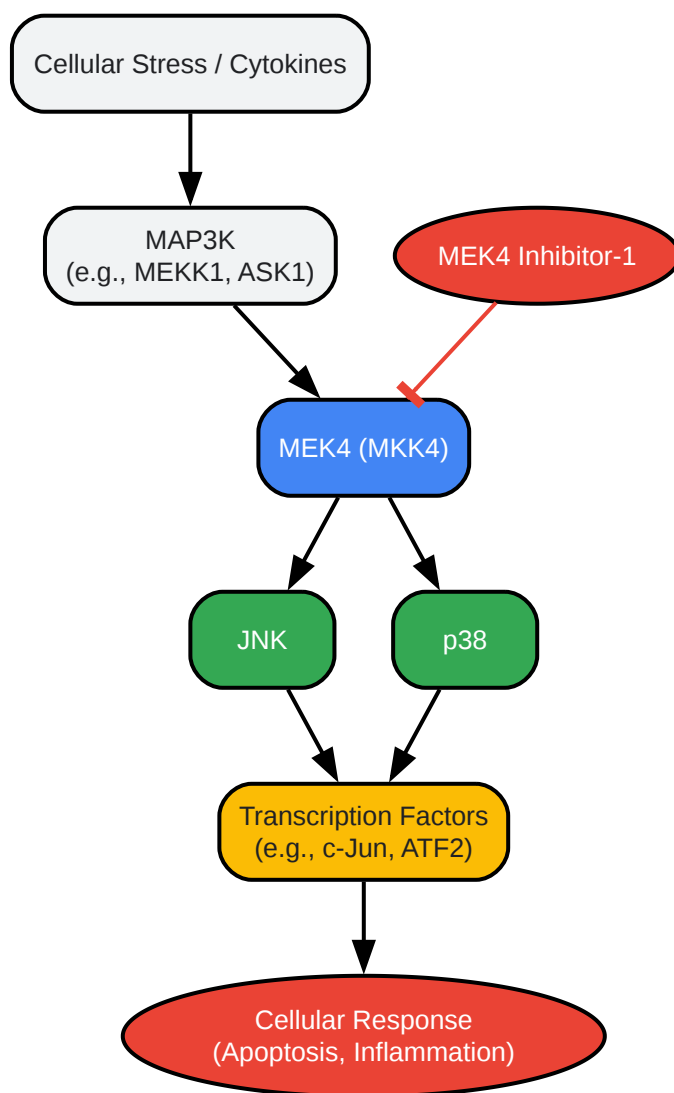 Cellular Stress / Cytokines
MAP3K
(e.g., MEKK1, ASK1)
MEK4 Inhibitor-1
MEK4 (MKK4)
JNK
p38
Transcription Factors
(e.g., c-Jun, ATF2)
Cellular Response
(Apoptosis, Inflammation)